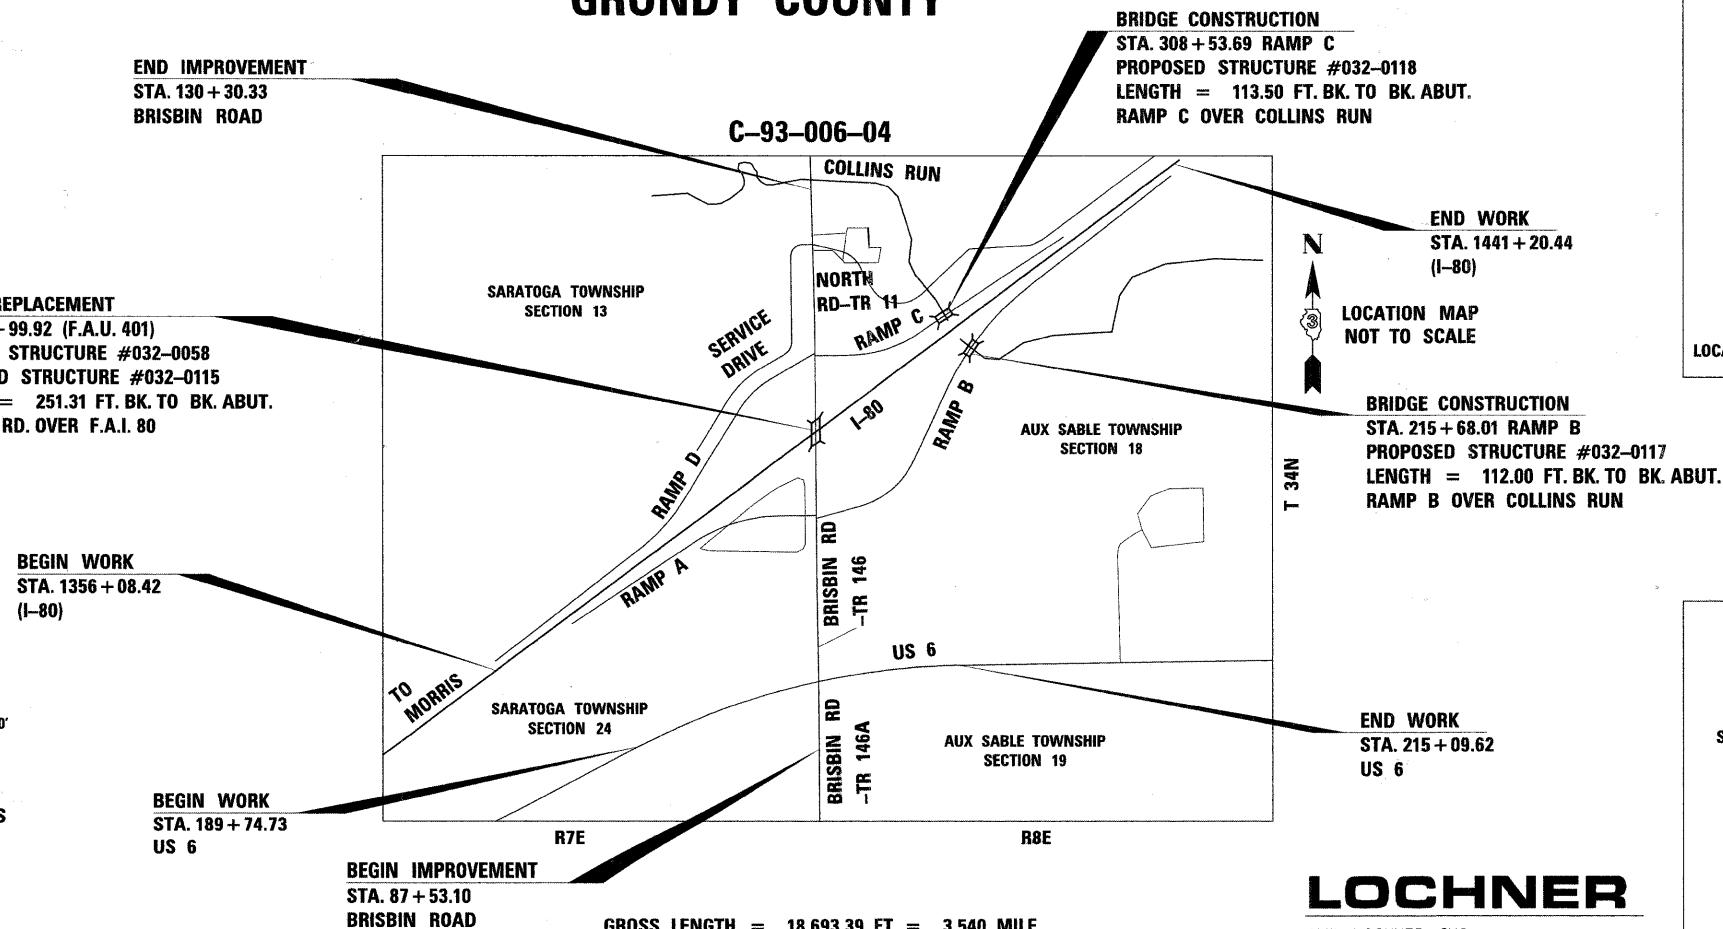 GRUNDY COUNTY
BRIDGE CONSTRUCTION
STA. 308+53.69 RAMP C
PROPOSED STRUCTURE #032-0118
LENGTH = 113.50 FT. BK. TO BK. ABUT.
RAMP C OVER COLLINS RUN
END IMPROVEMENT
STA. 130+30.33
BRISBIN ROAD
C-93-006-04
COLLINS RUN
END WORK
STA. 1441+20.44
(I-80)
N
3
LOCATION MAP
NOT TO SCALE
SARATOGA TOWNSHIP
SECTION 13
NORTH
RD-TR 11
SERVICE
DRIVE
RAMP C
REPLACEMENT
99.92 (F.A.U. 401)
STRUCTURE #032-0058
D STRUCTURE #032-0115
= 251.31 FT. BK. TO BK. ABUT.
RD. OVER F.A.I. 80
I-80
RAMP B
AUX SABLE TOWNSHIP
SECTION 18
BRIDGE CONSTRUCTION
STA. 215+68.01 RAMP B
PROPOSED STRUCTURE #032-0117
LENGTH = 112.00 FT. BK. TO BK. ABUT.
RAMP B OVER COLLINS RUN
T 34N
RAMP D
RAMP A
BRISBIN RD
-TR 146
BEGIN WORK
STA. 1356+08.42
(I-80)
US 6
TO
MORRIS
SARATOGA TOWNSHIP
SECTION 24
BRISBIN RD
-TR 146A
AUX SABLE TOWNSHIP
SECTION 19
END WORK
STA. 215+09.62
US 6
BEGIN WORK
STA. 189+74.73
US 6
R7E
R8E
BEGIN IMPROVEMENT
STA. 87+53.10
BRISBIN ROAD
GROSS LENGTH = 18,693.39 FT. = 3.540 MILE
LOCHNER